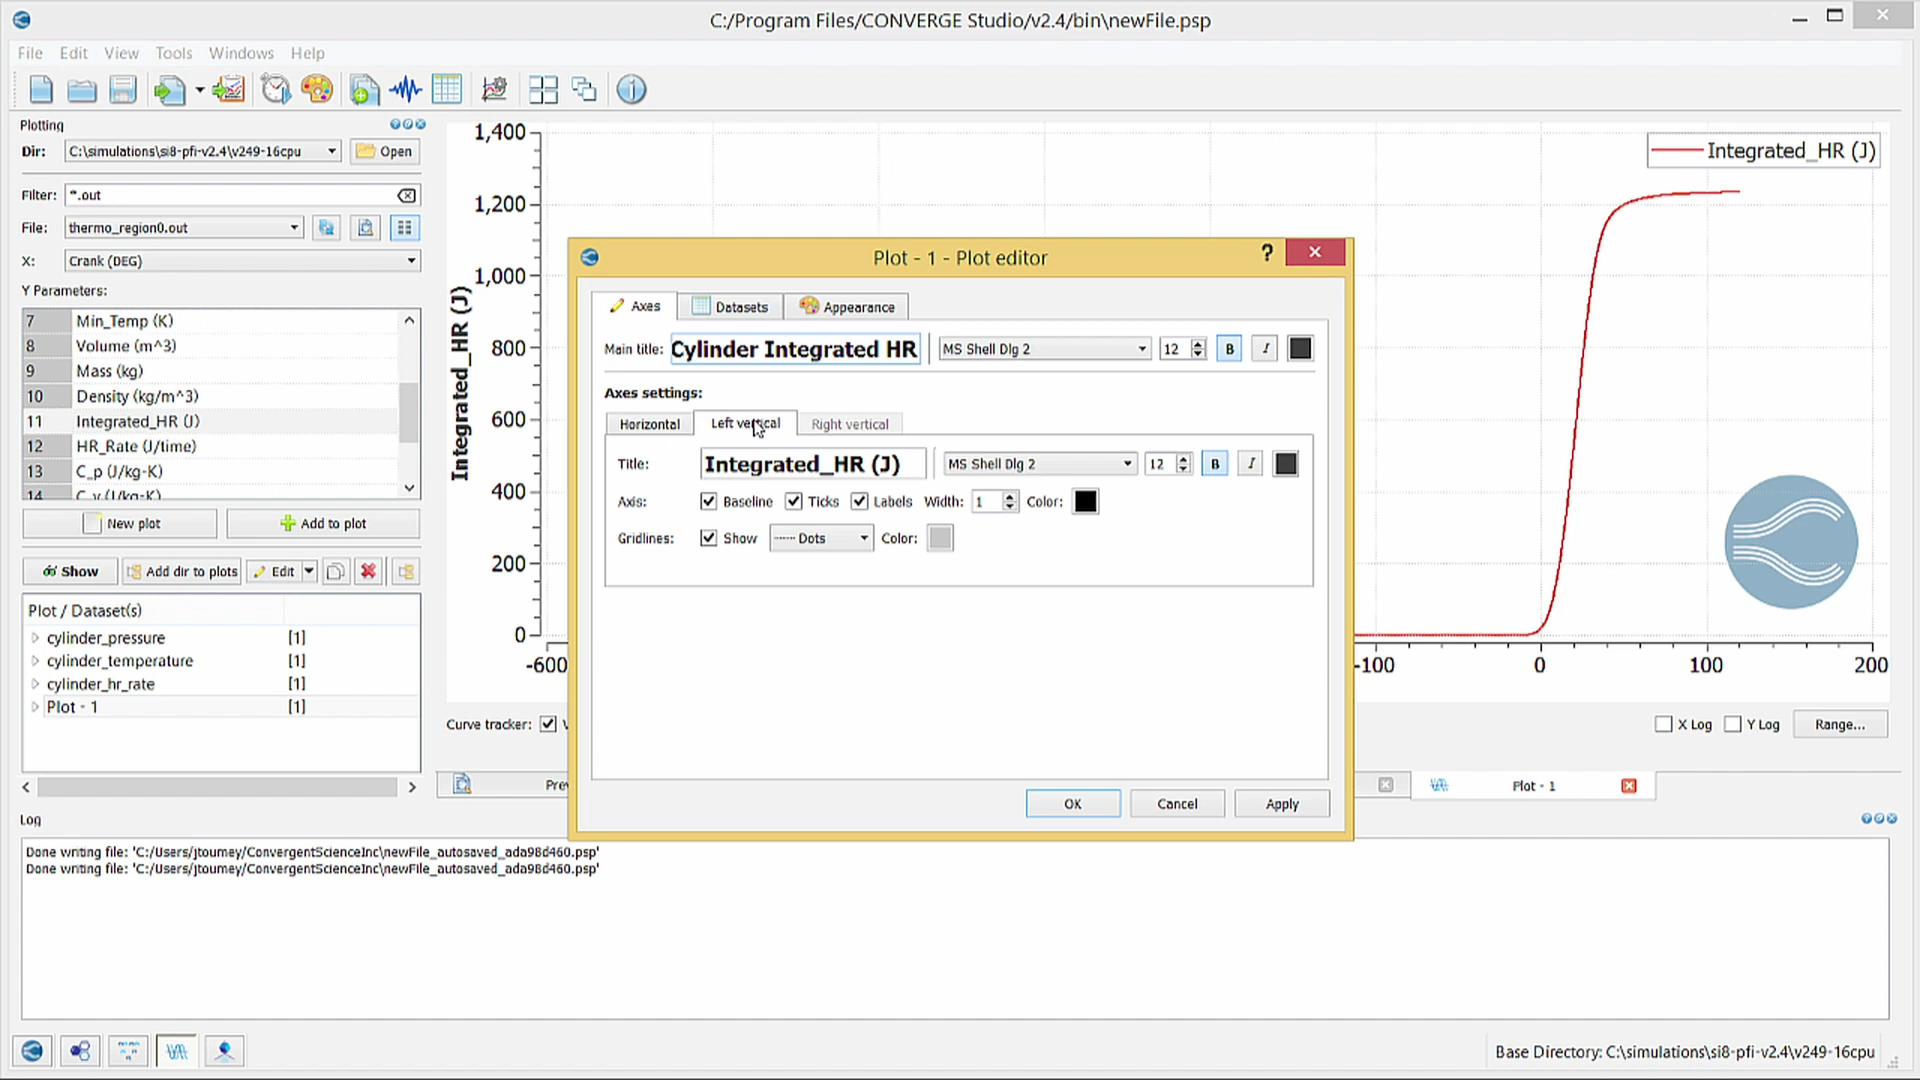 C:/Program Files/CONVERGE Studio/v2.4/bin\newFile.psp
File Edit View Tools Windows Help
Plotting
Dir: C:\simulations\si8-pfi-v2.4\v249-16cpu Open
Filter: *.out
File: thermo_region0.out
X: Crank (DEG)
Y Parameters:
7 Min_Temp (K)
8 Volume (m^3)
9 Mass (kg)
10 Density (kg/m^3)
11 Integrated_HR (J)
12 HR_Rate (J/time)
13 C_p (J/kg-K)
14 C_v (J/kg-K)
New plot Add to plot
Show Add dir to plots Edit
Plot / Dataset(s)
cylinder_pressure [1]
cylinder_temperature [1]
cylinder_hr_rate [1]
Plot - 1 [1]
1,400
1,200
1,000
800
600
400
200
0
Integrated_HR (J)
Integrated_HR (J)
-600 -100 0 100 200
Curve tracker: X Log Y Log Range...
Plot - 1 - Plot editor ?
Axes Datasets Appearance
Main title: Cylinder Integrated HR MS Shell Dlg 2 12 B I
Axes settings:
Horizontal Left vertical Right vertical
Title: Integrated_HR (J) MS Shell Dlg 2 12 B I
Axis: Baseline Ticks Labels Width: 1 Color:
Gridlines: Show Dots Color:
OK Cancel Apply
Plot - 1
Log
Done writing file: 'C:/Users/jtoumey/ConvergentScienceInc\newFile_autosaved_ada98d460.psp'
Done writing file: 'C:/Users/jtoumey/ConvergentScienceInc\newFile_autosaved_ada98d460.psp'
Base Directory: C:\simulations\si8-pfi-v2.4\v249-16cpu